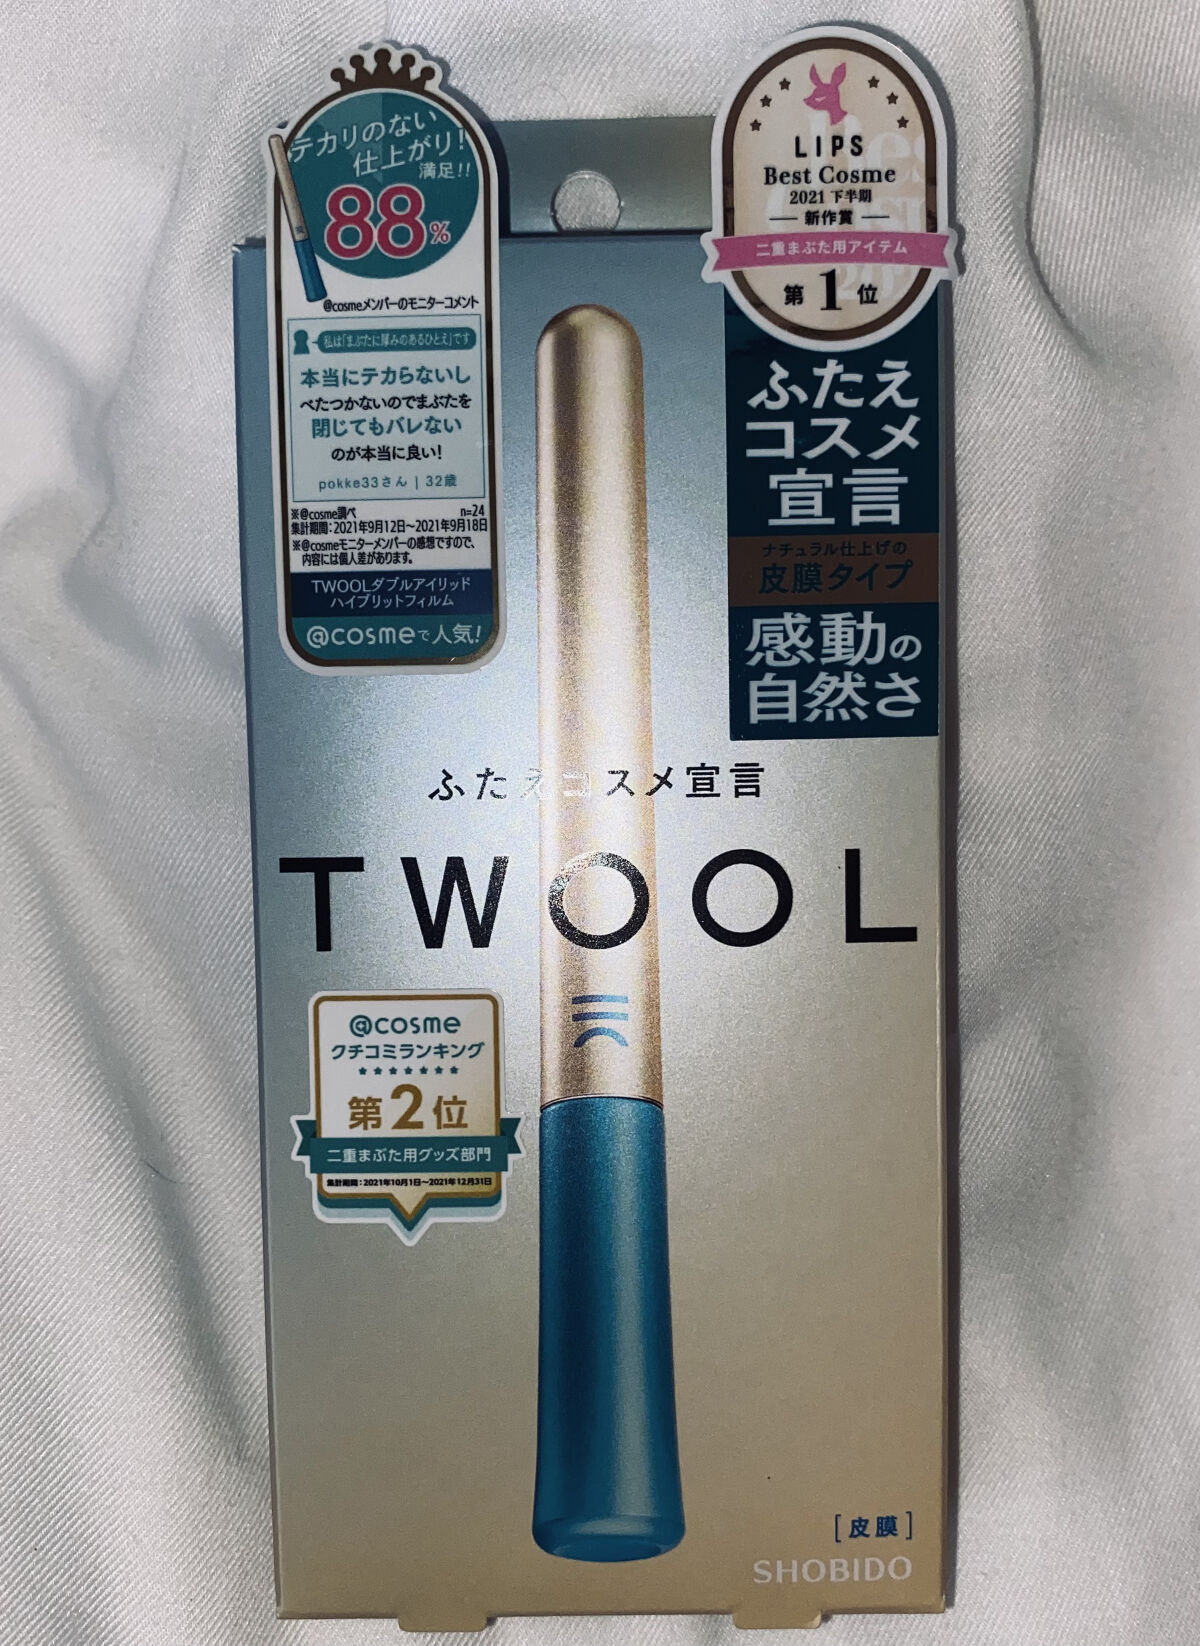 テカリのない
仕上がり!
満足!!
88%
@cosmeメンバーのモニターコメント
私は「まぶたに厚みのあるひとえ」です
本当にテカらないし
べたつかないのでまぶたを
閉じてもバレない
のが本当に良い!
pokke33さん | 32歳
※@cosme調べ n=24
集計期間:2021年9月12日~2021年9月18日
※@cosmeモニターメンバーの感想ですので、
内容には個人差があります。
TWOOLダブルアイリッド
ハイブリットフィルム
@cosmeで人気!
LIPS
Best Cosme
2021 下半期
新作賞
二重まぶた用アイテム
第1位
ふたえ
コスメ
宣言
ナチュラル仕上げの
皮膜タイプ
感動の
自然さ
ふたえコスメ宣言
TWOOL
@cosme
クチコミランキング
第2位
二重まぶた用グッズ部門
集計期間:2021年10月1日~2021年12月31日
[皮膜]
SHOBIDO